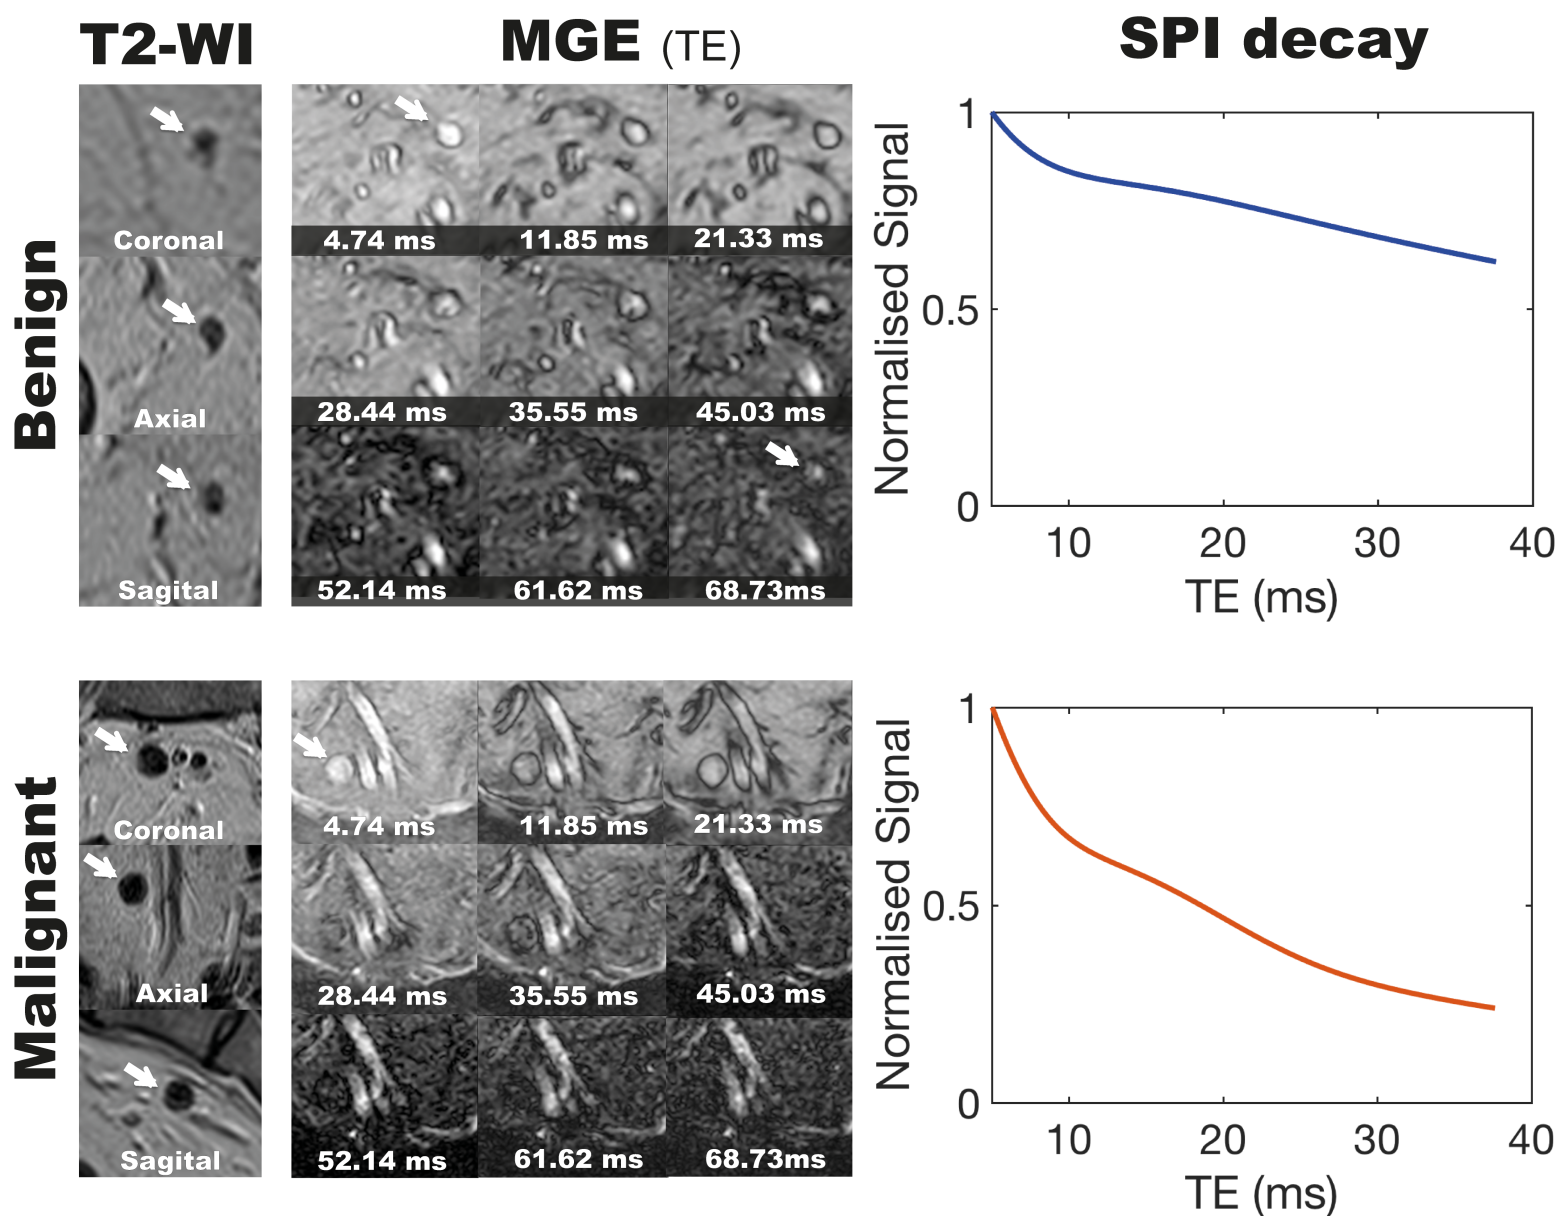 T2-WI
MGE (TE)
SPI decay
Benign
Coronal
Axial
Sagital
4.74 ms
11.85 ms
21.33 ms
28.44 ms
35.55 ms
45.03 ms
52.14 ms
61.62 ms
68.73ms
Normalised Signal
1
0.5
0
10
20
30
40
TE (ms)
Malignant
Coronal
Axial
Sagital
4.74 ms
11.85 ms
21.33 ms
28.44 ms
35.55 ms
45.03 ms
52.14 ms
61.62 ms
68.73ms
Normalised Signal
1
0.5
0
10
20
30
40
TE (ms)